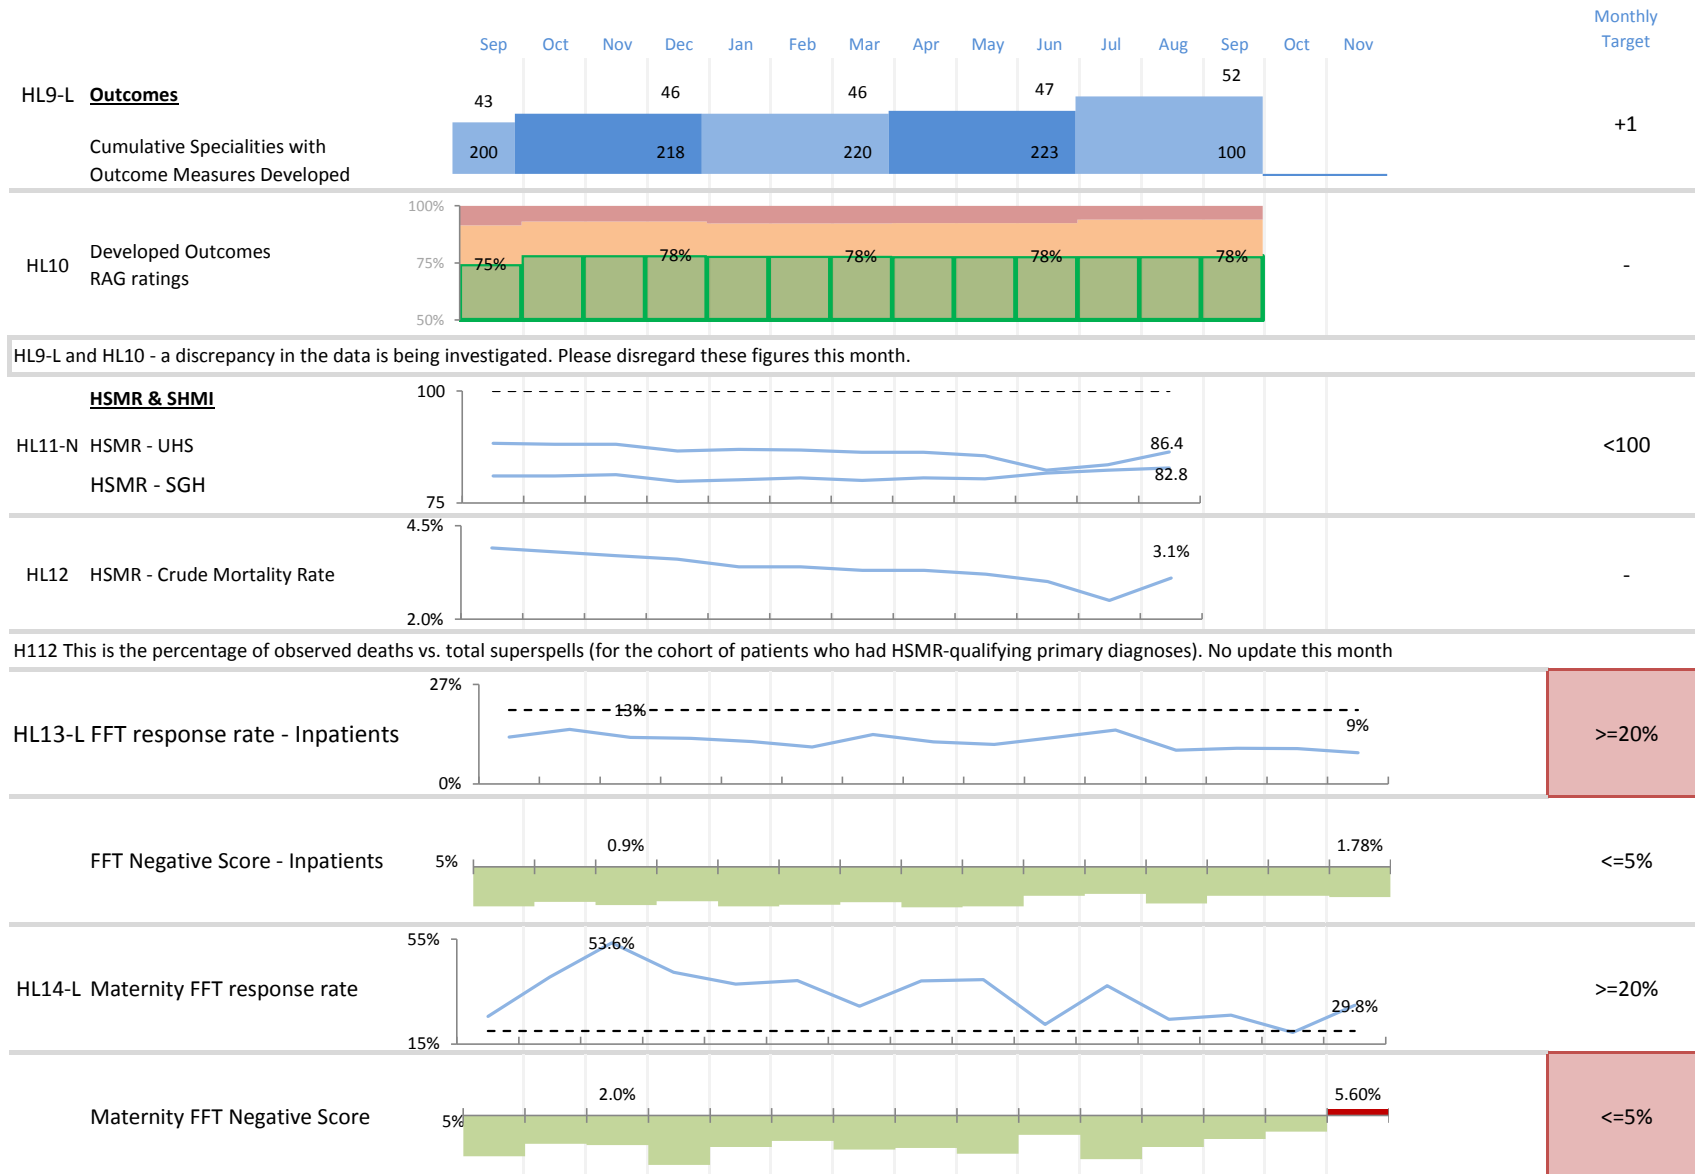 Monthly
Target
Sep Oct Nov Dec Jan Feb Mar Apr May Jun Jul Aug Sep Oct Nov
HL9-L Outcomes
43 46 46 47 52
+1
Cumulative Specialities with
Outcome Measures Developed
200 218 220 223 100
100%
HL10 Developed Outcomes
RAG ratings
75% 75% 78% 78% 78% 78%
-
50%
HL9-L and HL10 - a discrepancy in the data is being investigated. Please disregard these figures this month.
HSMR & SHMI
100
HL11-N HSMR - UHS 86.4 <100
HSMR - SGH 82.8
75
4.5%
HL12 HSMR - Crude Mortality Rate 3.1% -
2.0%
H112 This is the percentage of observed deaths vs. total superspells (for the cohort of patients who had HSMR-qualifying primary diagnoses). No update this month
27%
HL13-L FFT response rate - Inpatients 13% 9% >=20%
0%
FFT Negative Score - Inpatients 5% 0.9% 1.78% <=5%
55%
HL14-L Maternity FFT response rate 53.6% 29.8% >=20%
15%
Maternity FFT Negative Score 5% 2.0% 5.60% <=5%